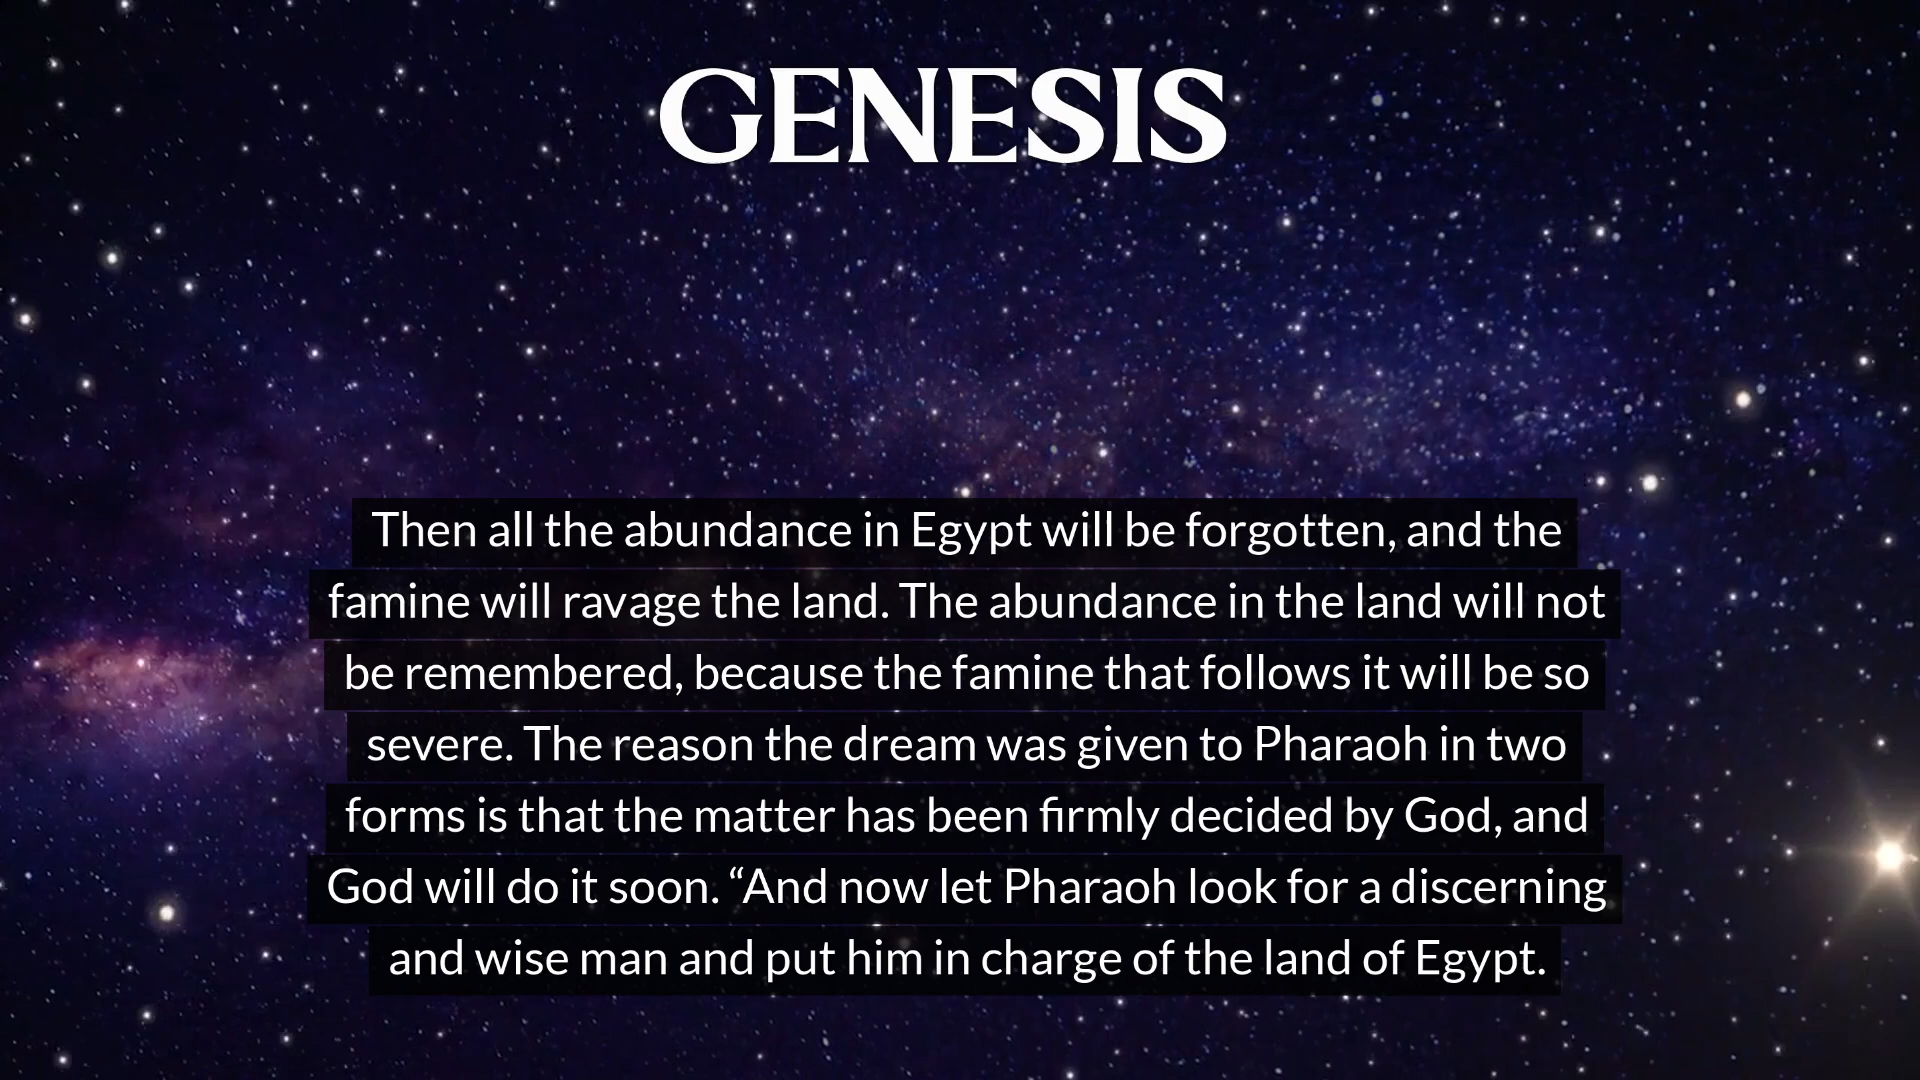 GENESIS
Then all the abundance in Egypt will be forgotten, and the
famine will ravage the land. The abundance in the land will not
be remembered, because the famine that follows it will be so
severe. The reason the dream was given to Pharaoh in two
forms is that the matter has been firmly decided by God, and
God will do it soon. “And now let Pharaoh look for a discerning
and wise man and put him in charge of the land of Egypt.